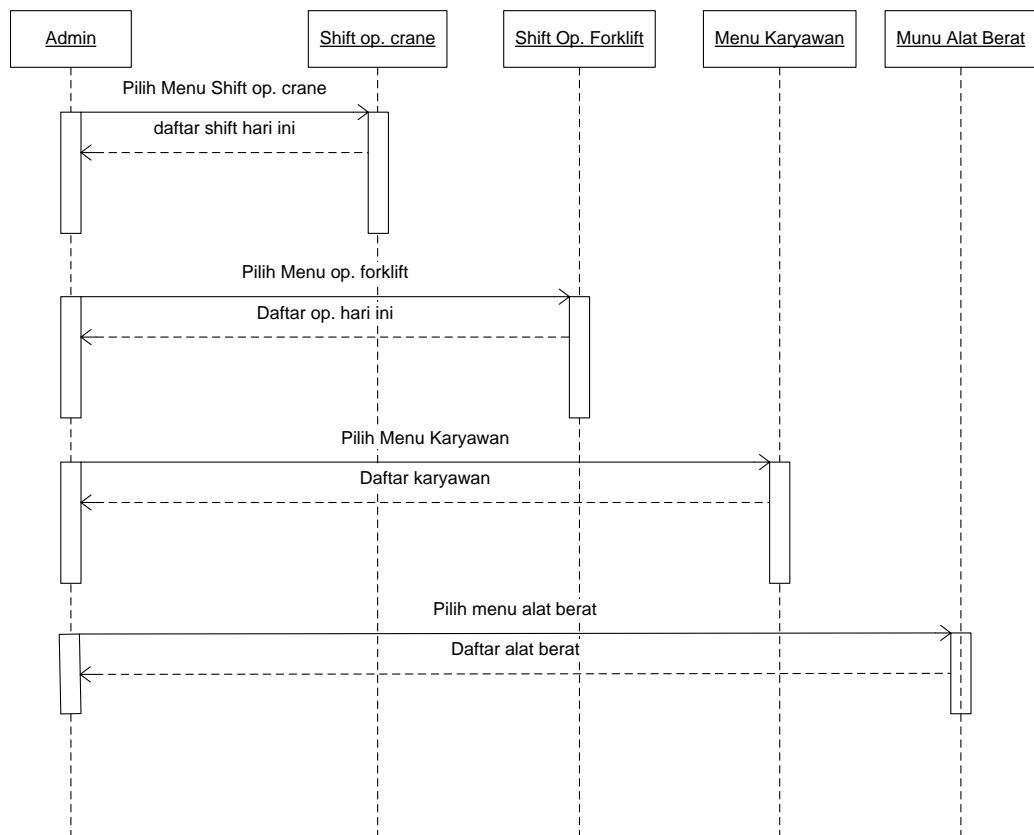 Admin
Shift op. crane
Shift Op. Forklift
Menu Karyawan
Munu Alat Berat
Pilih Menu Shift op. crane
daftar shift hari ini
Pilih Menu op. forklift
Daftar op. hari ini
Pilih Menu Karyawan
Daftar karyawan
Pilih menu alat berat
Daftar alat berat